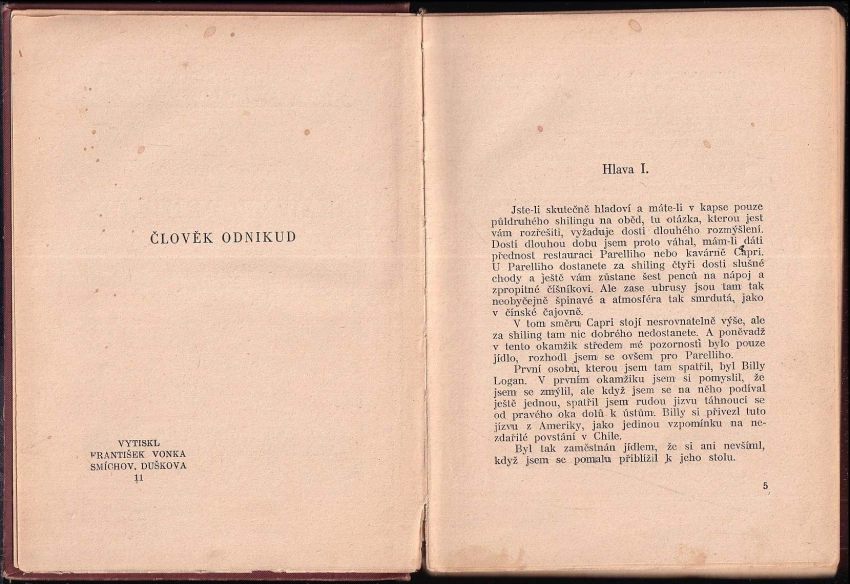 ČLOVĚK ODNIKUD
VYTISKL
FRANTIŠEK VONKA
SMÍCHOV, DUŠKOVA
11
Hlava I.
Jste-li skutečně hladoví a máte-li v kapse pouze
půldruhého shilingu na oběd, tu otázka, kterou jest
vám rozřešiti, vyžaduje dosti dlouhého rozmýšlení.
Dosti dlouhou dobu jsem proto váhal, mám-li dáti
přednost restauraci Parelliho nebo kavárně Capri.
U Parelliho dostanete za shiling čtyři dosti slušné
chody a ještě vám zůstane šest penců na nápoj a
zpropitné číšníkovi. Ale zase ubrusy jsou tam tak
neobyčejně špinavé a atmosféra tak smrdutá, jako
v čínské čajovně.
V tom směru Capri stojí nesrovnatelně výše, ale
za shiling tam nic dobrého nedostanete. A poněvadž
v tento okamžik středem mé pozornosti bylo pouze
jídlo, rozhodl jsem se ovšem pro Parelliho.
První osobu, kterou jsem tam spatřil, byl Billy
Logan. V prvním okamžiku jsem si pomyslil, že
jsem se zmýlil, ale když jsem se na něho podíval
ještě jednou, spatřil jsem rudou jizvu táhnoucí se
od pravého oka dolů k ústům. Billy si přivezl tuto
jizvu z Ameriky, jako jedinou vzpomínku na ne-
zdařilé povstání v Chile.
Byl tak zaměstnán jídlem, že si ani nevšiml,
když jsem se pomalu přiblížil k jeho stolu.
5